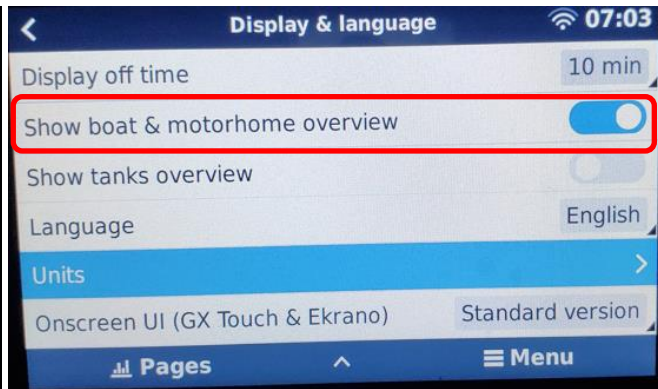 Display & language 07:03
Display off time 10 min
Show boat & motorhome overview
Show tanks overview
Language English
Units
Onscreen UI (GX Touch & Ekrano) Standard version
Pages Menu